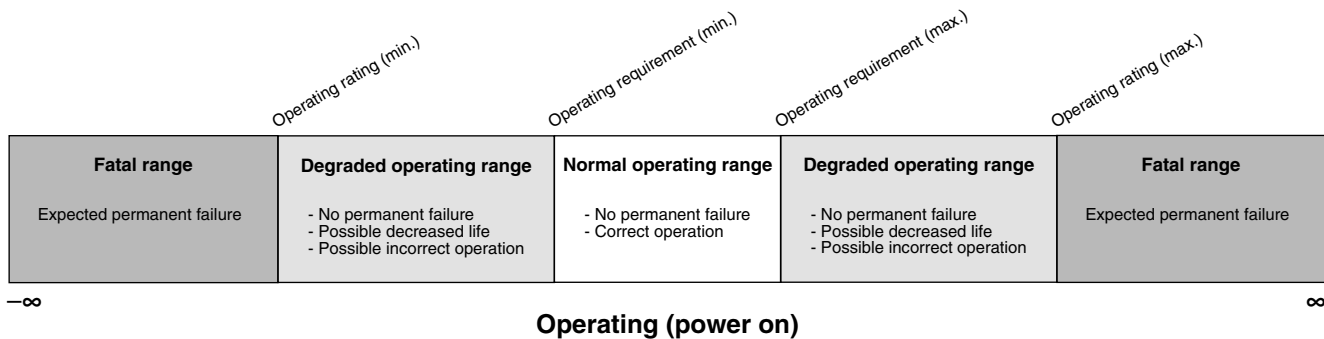 Operating rating (min.)
Operating requirement (min.)
Operating requirement (max.)
Operating rating (max.)
Fatal range
Expected permanent failure
Degraded operating range
- No permanent failure
- Possible decreased life
- Possible incorrect operation
Normal operating range
- No permanent failure
- Correct operation
Degraded operating range
- No permanent failure
- Possible decreased life
- Possible incorrect operation
Fatal range
Expected permanent failure
–∞
∞
Operating (power on)